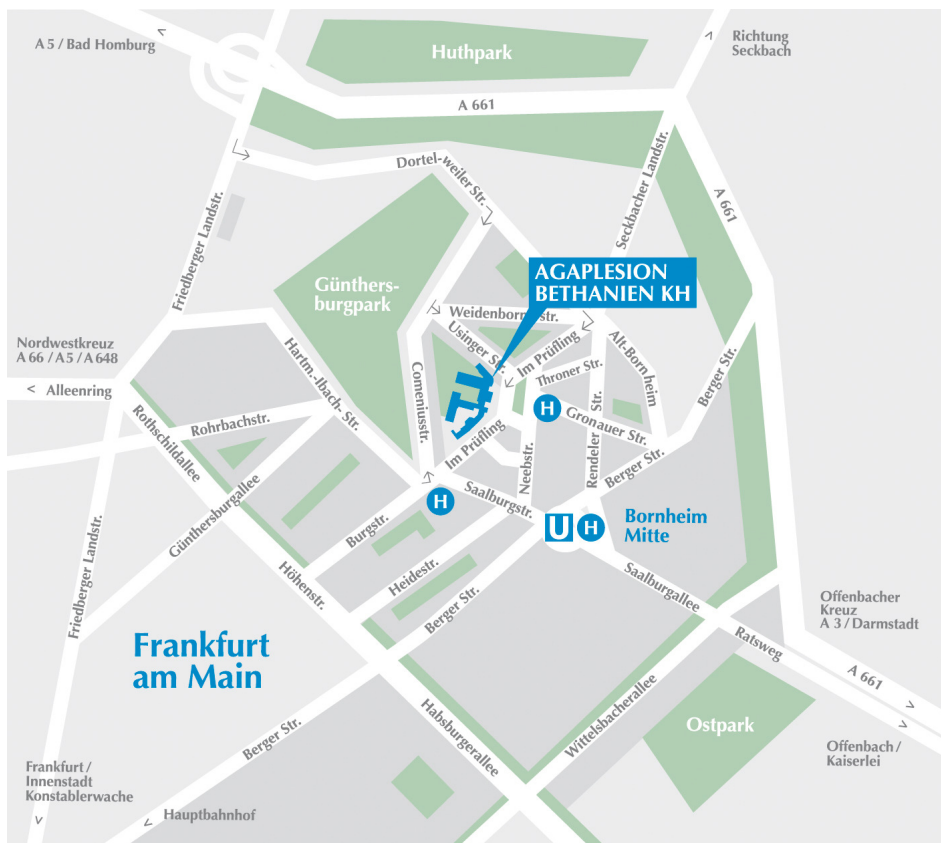 A 5 / Bad Homburg
Huthpark
Richtung
Seckbach
A 661
Dortel-weiler Str.
Seckbacher Landstr.
A 661
Friedberger Landstr.
AGAPLESION
BETHANIEN KH
Günthers-
burgpark
Weidenborn-str.
Usinger Str.
Im Prüfling
Alt-Bornheim
Nordwestkreuz
A 66 / A 5 / A 648
Alleenring
Hartm.-Ibach- Str.
Comeniusstr.
Throner Str.
Berger Str.
H
Gronauer Str.
Rohrbachstr.
Rothschildallee
Im Prüfling
Neebstr.
Rendeler Str.
Berger Str.
Saalburgstr.
H
Günthersburgallee
Burgstr.
U
H
Bornheim
Mitte
Friedberger Landstr.
Höhenstr.
Heidestr.
Berger Str.
Saalburgallee
Offenbacher
Kreuz
A 3 / Darmstadt
Ratsweg
A 661
Frankfurt
am Main
Habsburgerallee
Wittelsbacherallee
Ostpark
Berger Str.
Offenbach /
Kaiserlei
Frankfurt /
Innenstadt
Konstablerwache
Hauptbahnhof